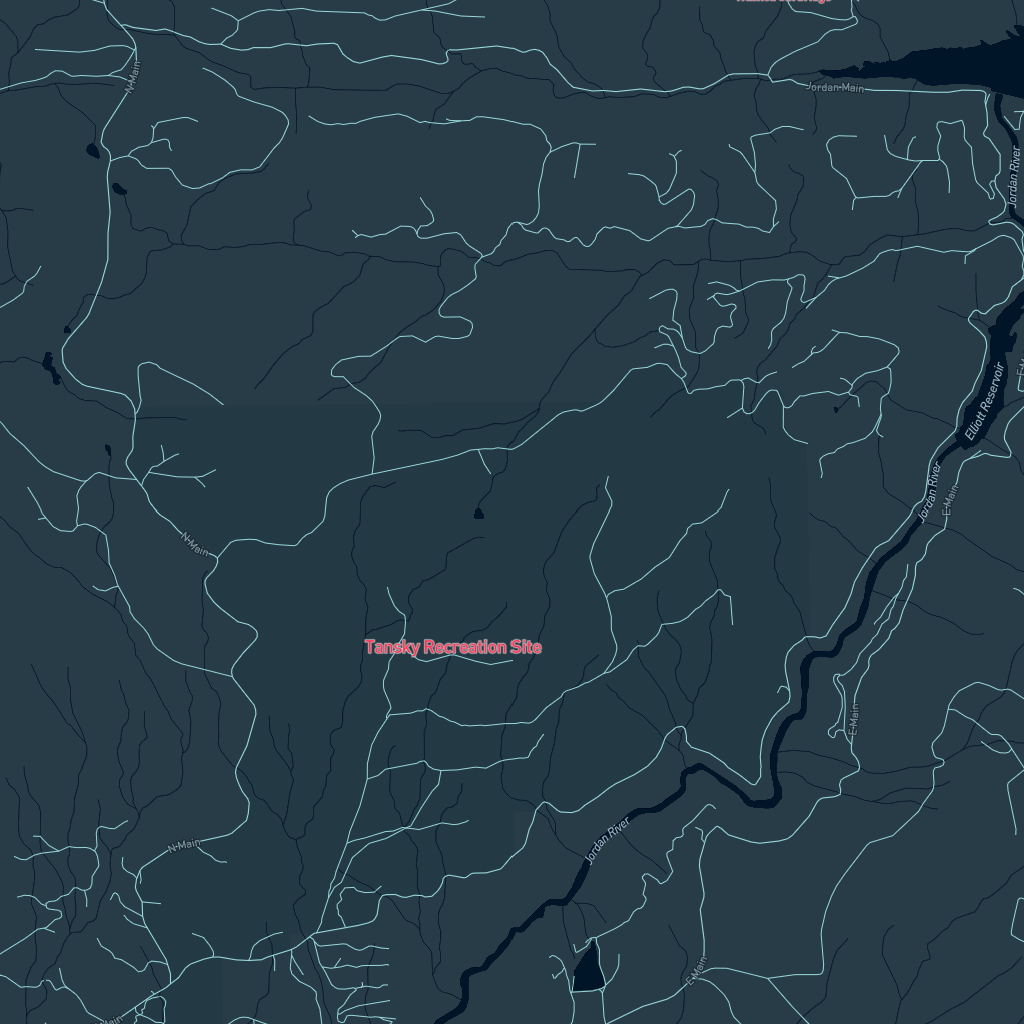 N-Main
Jordan Main
Jordan River
E-M
Elliott Reservoir
Jordan River
E-Main
N-Main
Tansky Recreation Site
E-Main
Jordan River
N-Main
E-Main
Main